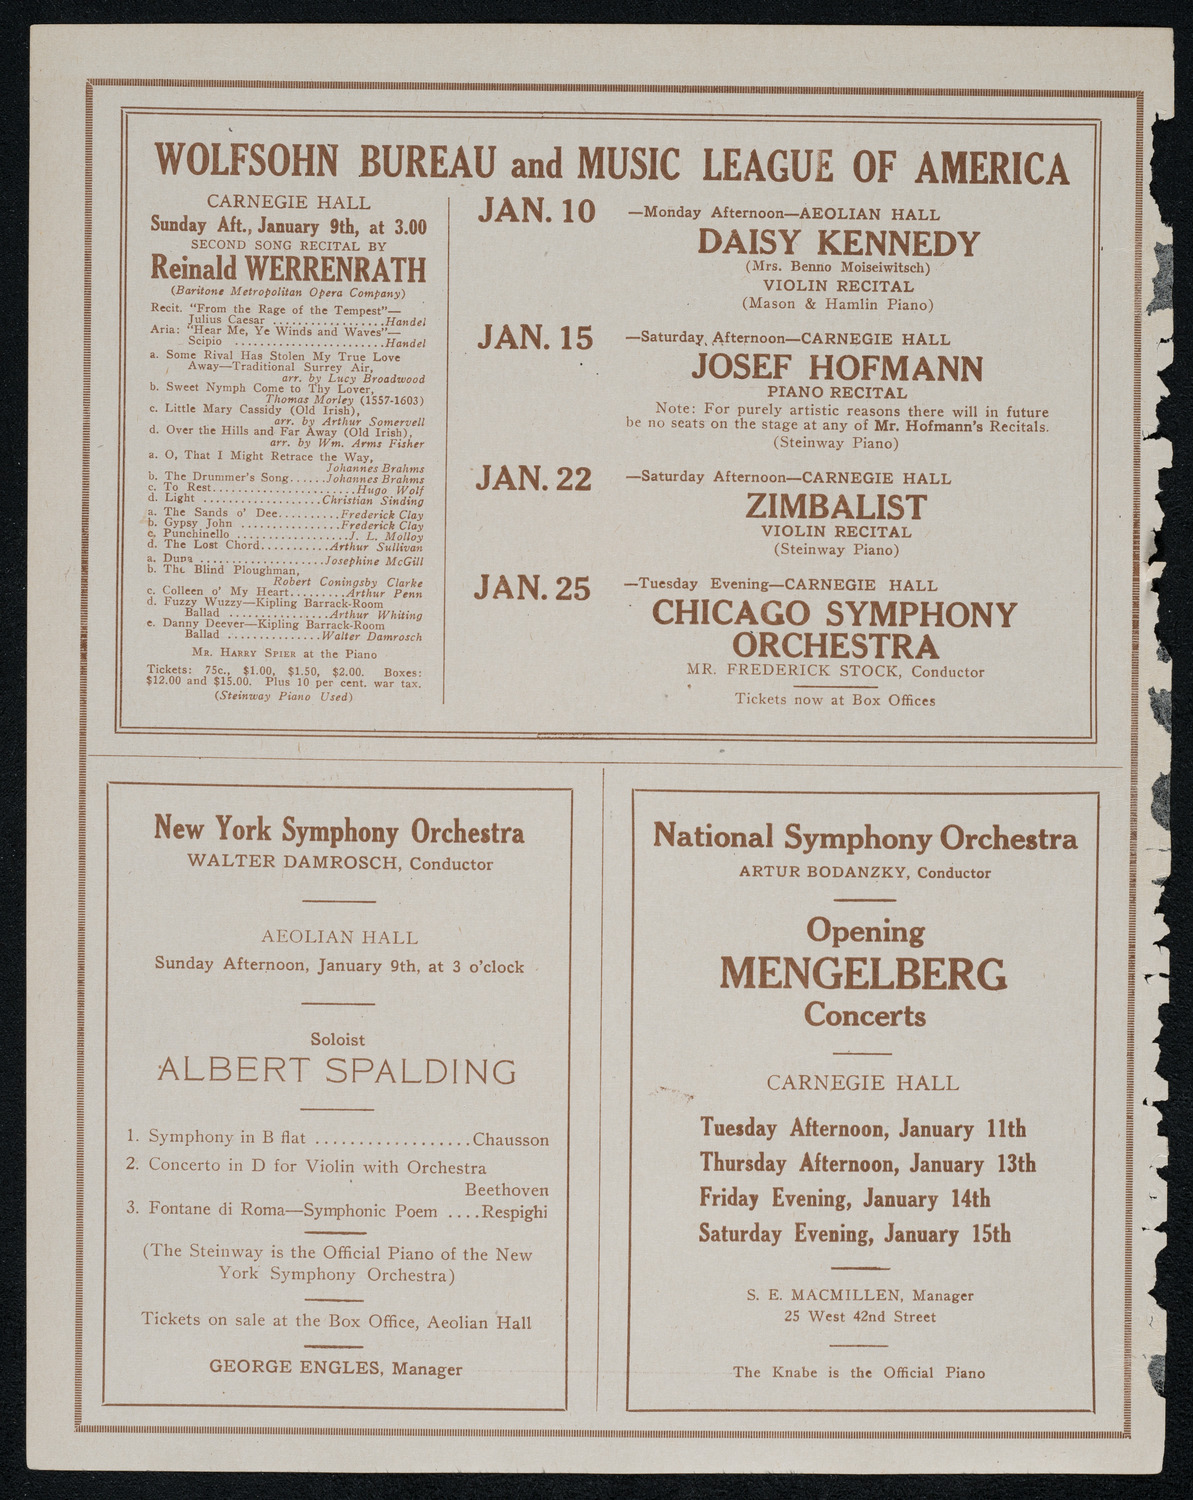 WOLFSOHN BUREAU and MUSIC LEAGUE OF AMERICA
CARNEGIE HALL
Sunday Aft., January 9th, at 3.00
SECOND SONG RECITAL BY
Reinald WERRENRATH
(Baritone Metropolitan Opera Company)
Recit. "From the Rage of the Tempest"—
Julius Caesar .................Handel
Aria: "Hear Me, Ye Winds and Waves"—
Scipio .......................Handel
a. Some Rival Has Stolen My True Love
Away—Traditional Surrey Air,
arr. by Lucy Broadwood
b. Sweet Nymph Come to Thy Lover,
Thomas Morley (1557-1603)
c. Little Mary Cassidy (Old Irish),
arr. by Arthur Somervell
d. Over the Hills and Far Away (Old Irish),
arr. by Wm. Arms Fisher
a. O, That I Might Retrace the Way,
Johannes Brahms
b. The Drummer's Song......Johannes Brahms
c. To Rest......................Hugo Wolf
d. Light ..................Christian Sinding
a. The Sands o' Dee..........Frederick Clay
b. Gypsy John ...............Frederick Clay
c. Punchinello .................J. L. Molloy
d. The Lost Chord...........Arthur Sullivan
a. Duna ...................Josephine McGill
b. The Blind Ploughman,
Robert Coningsby Clarke
c. Colleen o' My Heart.........Arthur Penn
d. Fuzzy Wuzzy—Kipling Barrack-Room
Ballad ...............Arthur Whiting
e. Danny Deever—Kipling Barrack-Room
Ballad ..............Walter Damrosch
MR. HARRY SPIER at the Piano
Tickets: 75c., $1.00, $1.50, $2.00. Boxes:
$12.00 and $15.00. Plus 10 per cent. war tax.
(Steinway Piano Used)
JAN. 10 —Monday Afternoon—AEOLIAN HALL
DAISY KENNEDY
(Mrs. Benno Moiseiwitsch)
VIOLIN RECITAL
(Mason & Hamlin Piano)
JAN. 15 —Saturday, Afternoon—CARNEGIE HALL
JOSEF HOFMANN
PIANO RECITAL
Note: For purely artistic reasons there will in future
be no seats on the stage at any of Mr. Hofmann's Recitals.
(Steinway Piano)
JAN. 22 —Saturday Afternoon—CARNEGIE HALL
ZIMBALIST
VIOLIN RECITAL
(Steinway Piano)
JAN. 25 —Tuesday Evening—CARNEGIE HALL
CHICAGO SYMPHONY
ORCHESTRA
MR. FREDERICK STOCK, Conductor
Tickets now at Box Offices
New York Symphony Orchestra
WALTER DAMROSCH, Conductor
AEOLIAN HALL
Sunday Afternoon, January 9th, at 3 o'clock
Soloist
ALBERT SPALDING
1. Symphony in B flat ..................Chausson
2. Concerto in D for Violin with Orchestra
Beethoven
3. Fontane di Roma—Symphonic Poem ....Respighi
(The Steinway is the Official Piano of the New
York Symphony Orchestra)
Tickets on sale at the Box Office, Aeolian Hall
GEORGE ENGLES, Manager
National Symphony Orchestra
ARTUR BODANZKY, Conductor
Opening
MENGELBERG
Concerts
CARNEGIE HALL
Tuesday Afternoon, January 11th
Thursday Afternoon, January 13th
Friday Evening, January 14th
Saturday Evening, January 15th
S. E. MACMILLEN, Manager
25 West 42nd Street
The Knabe is the Official Piano